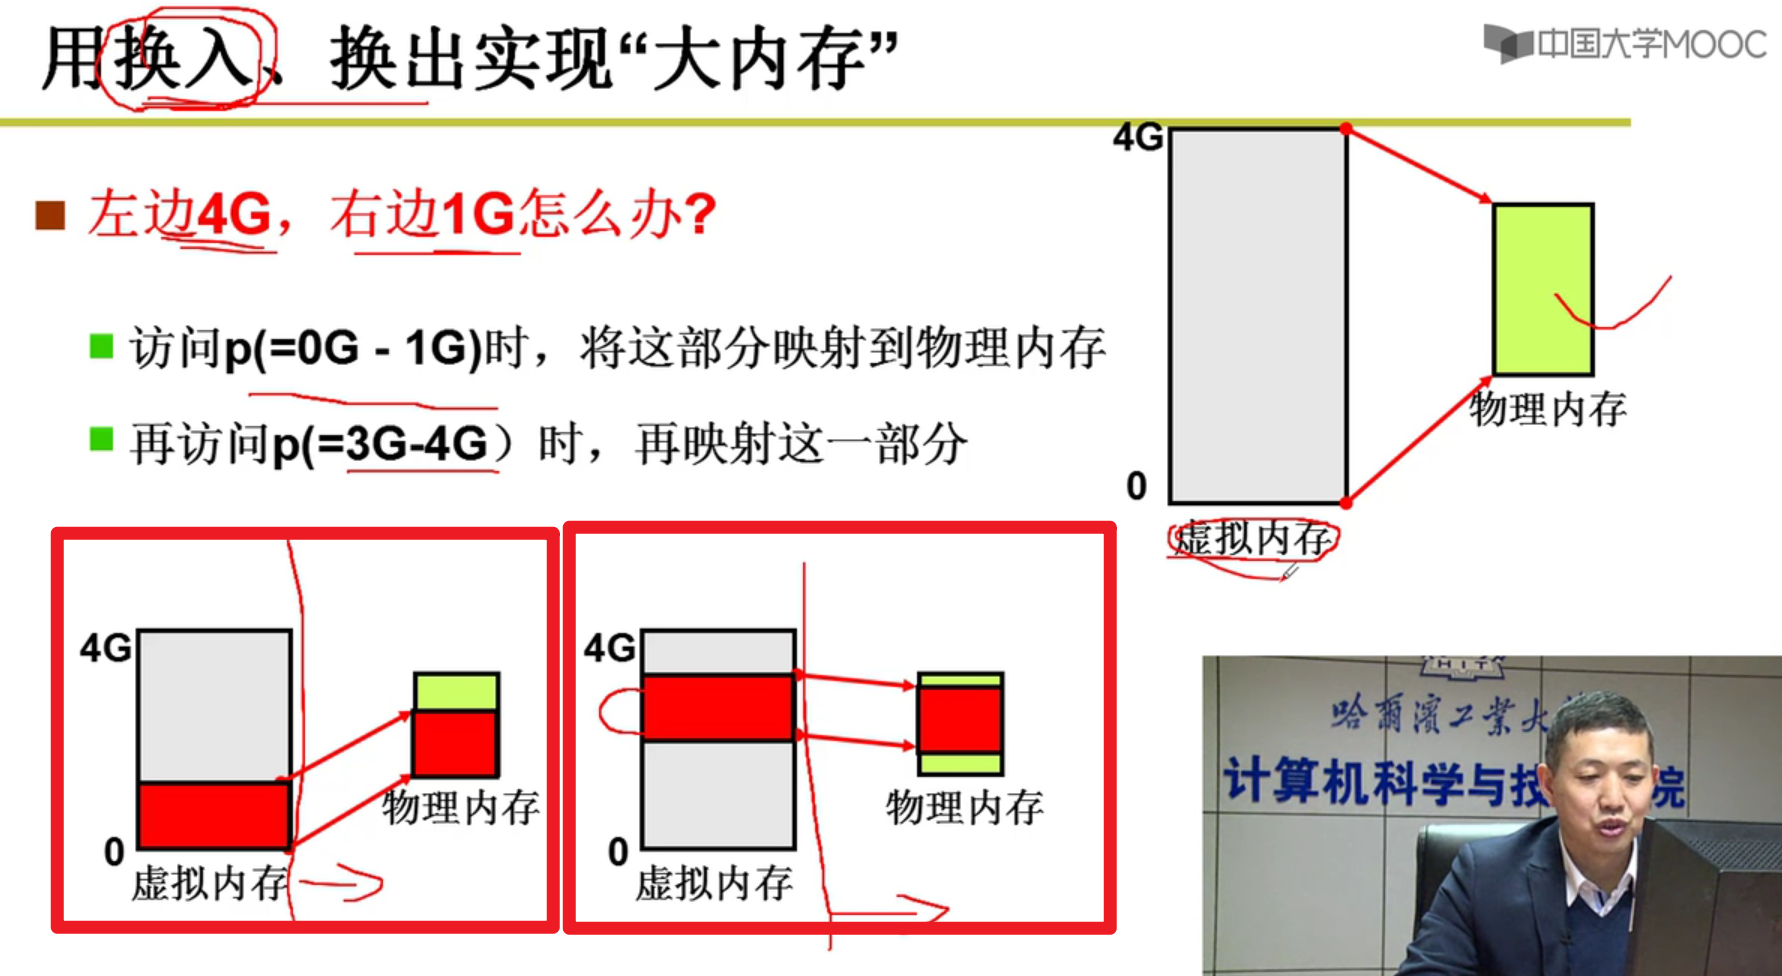 用换入、换出实现“大内存”
中国大学MOOC
左边4G，右边1G怎么办?
访问p(=0G - 1G)时，将这部分映射到物理内存
再访问p(=3G-4G）时，再映射这一部分
4G
0
虚拟内存
物理内存
4G
0
虚拟内存
物理内存
4G
0
虚拟内存
物理内存
HIT
哈尔滨工业大
计算机科学与技
院